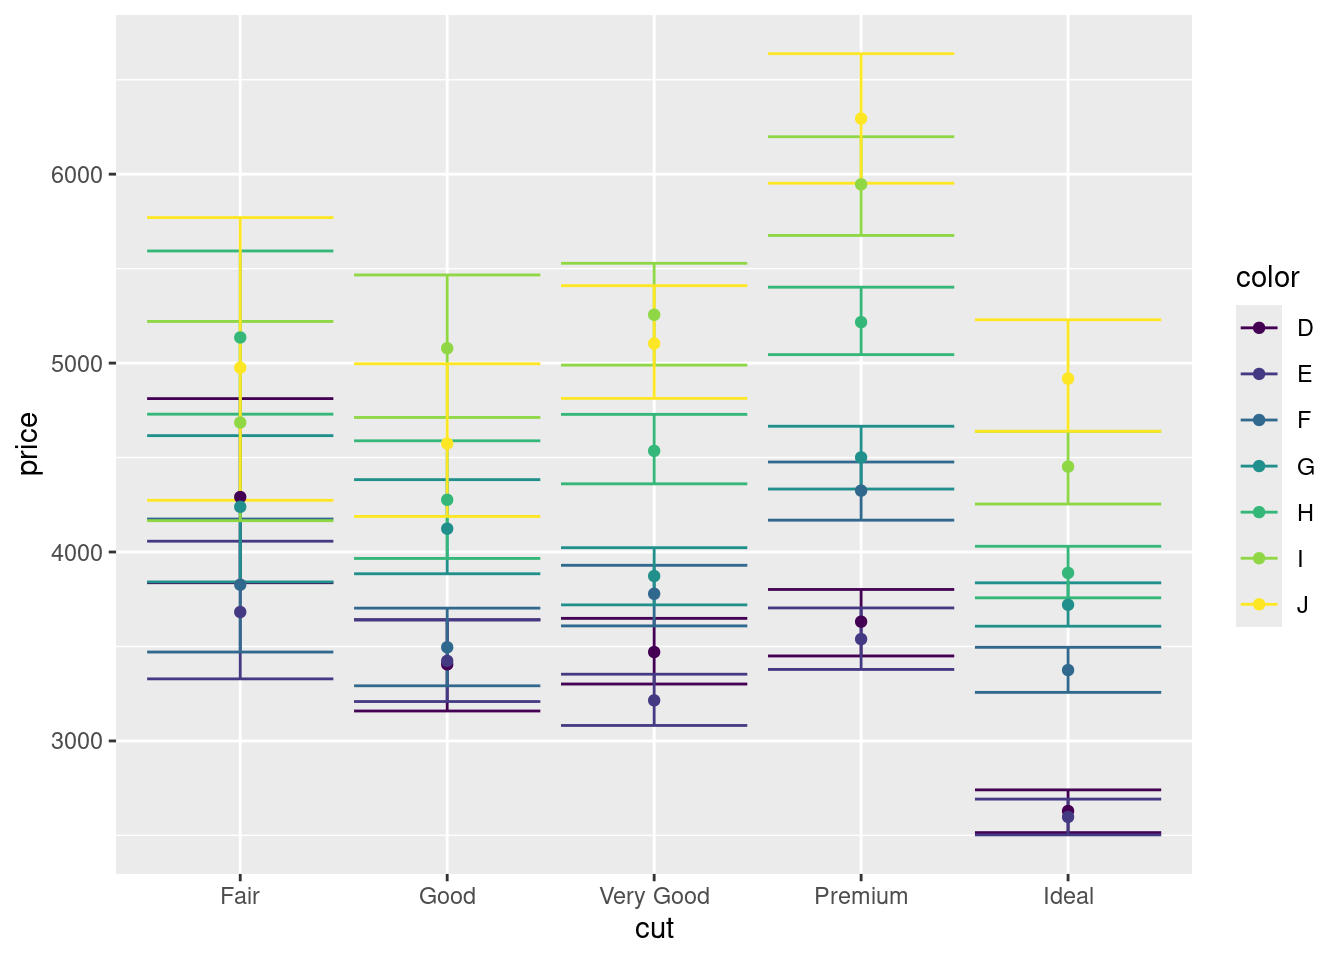 price
6000
5000
4000
3000
Fair
Good
Very Good
Premium
Ideal
cut
color
D
E
F
G
H
I
J